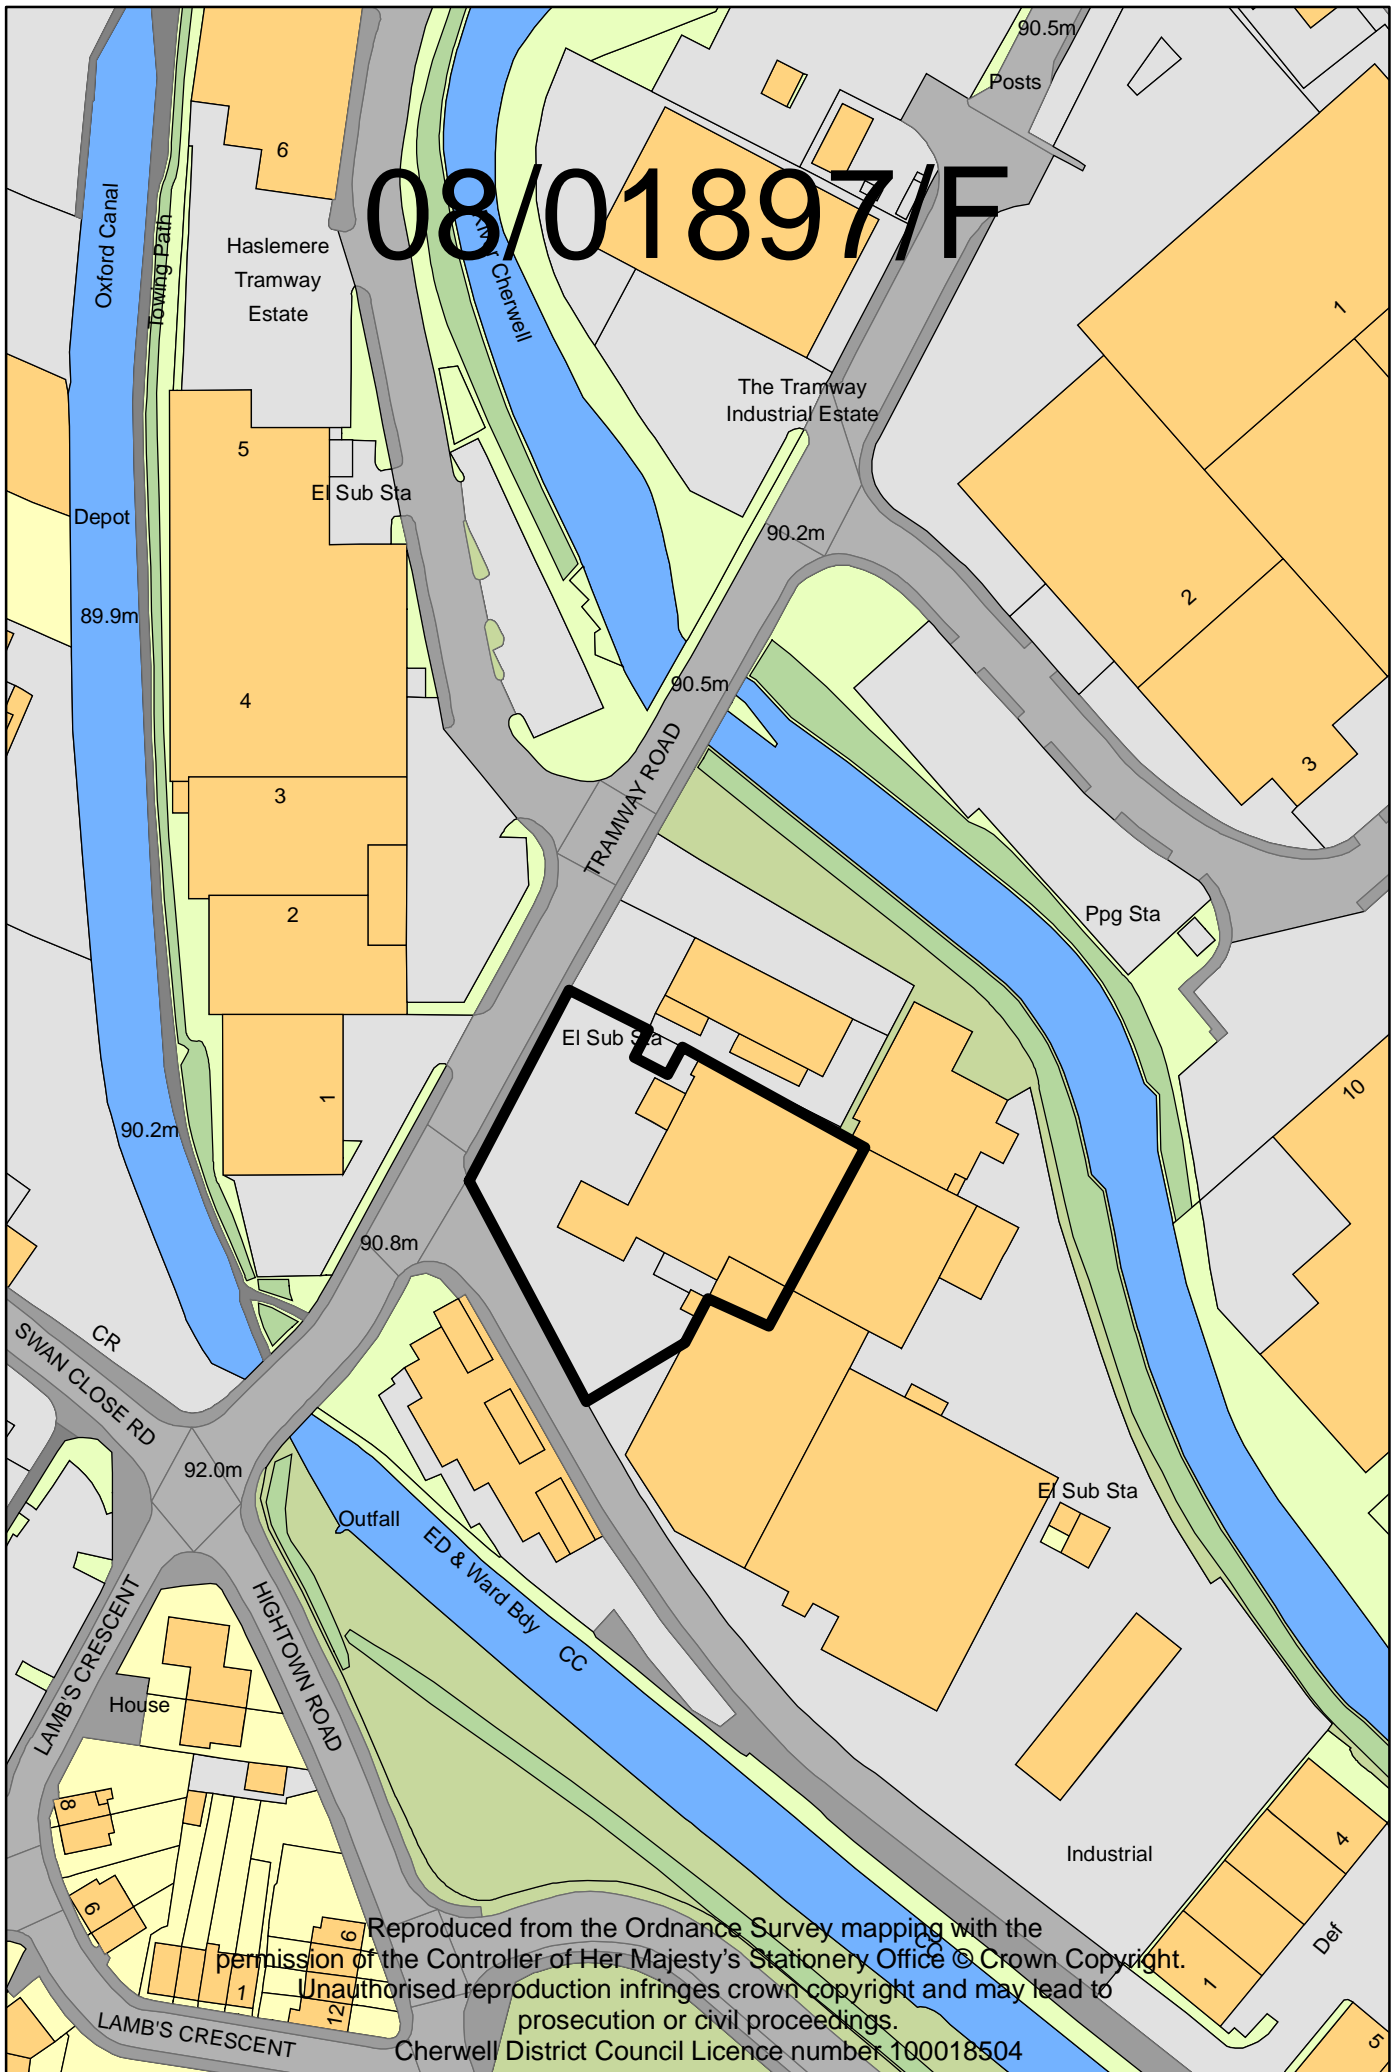 90.5m
Posts
6
08/01897/F
Oxford Canal
Towing Path
Haslemere
Tramway
Estate
River Cherwell
1
The Tramway
Industrial Estate
5
El Sub Sta
Depot
90.2m
89.9m
2
90.5m
4
TRAMWAY ROAD
3
3
2
Ppg Sta
El Sub Sta
1
10
90.2m
90.8m
CR
SWAN CLOSE RD
92.0m
El Sub Sta
Outfall
ED & Ward Bdy
CC
LAMB'S CRESCENT
HIGHTOWN ROAD
House
8
4
Industrial
6
6
Def
CC
1
12
1
5
LAMB'S CRESCENT
Reproduced from the Ordnance Survey mapping with the
permission of the Controller of Her Majesty's Stationery Office © Crown Copyright.
Unauthorised reproduction infringes crown copyright and may lead to
prosecution or civil proceedings.
Cherwell District Council Licence number 100018504